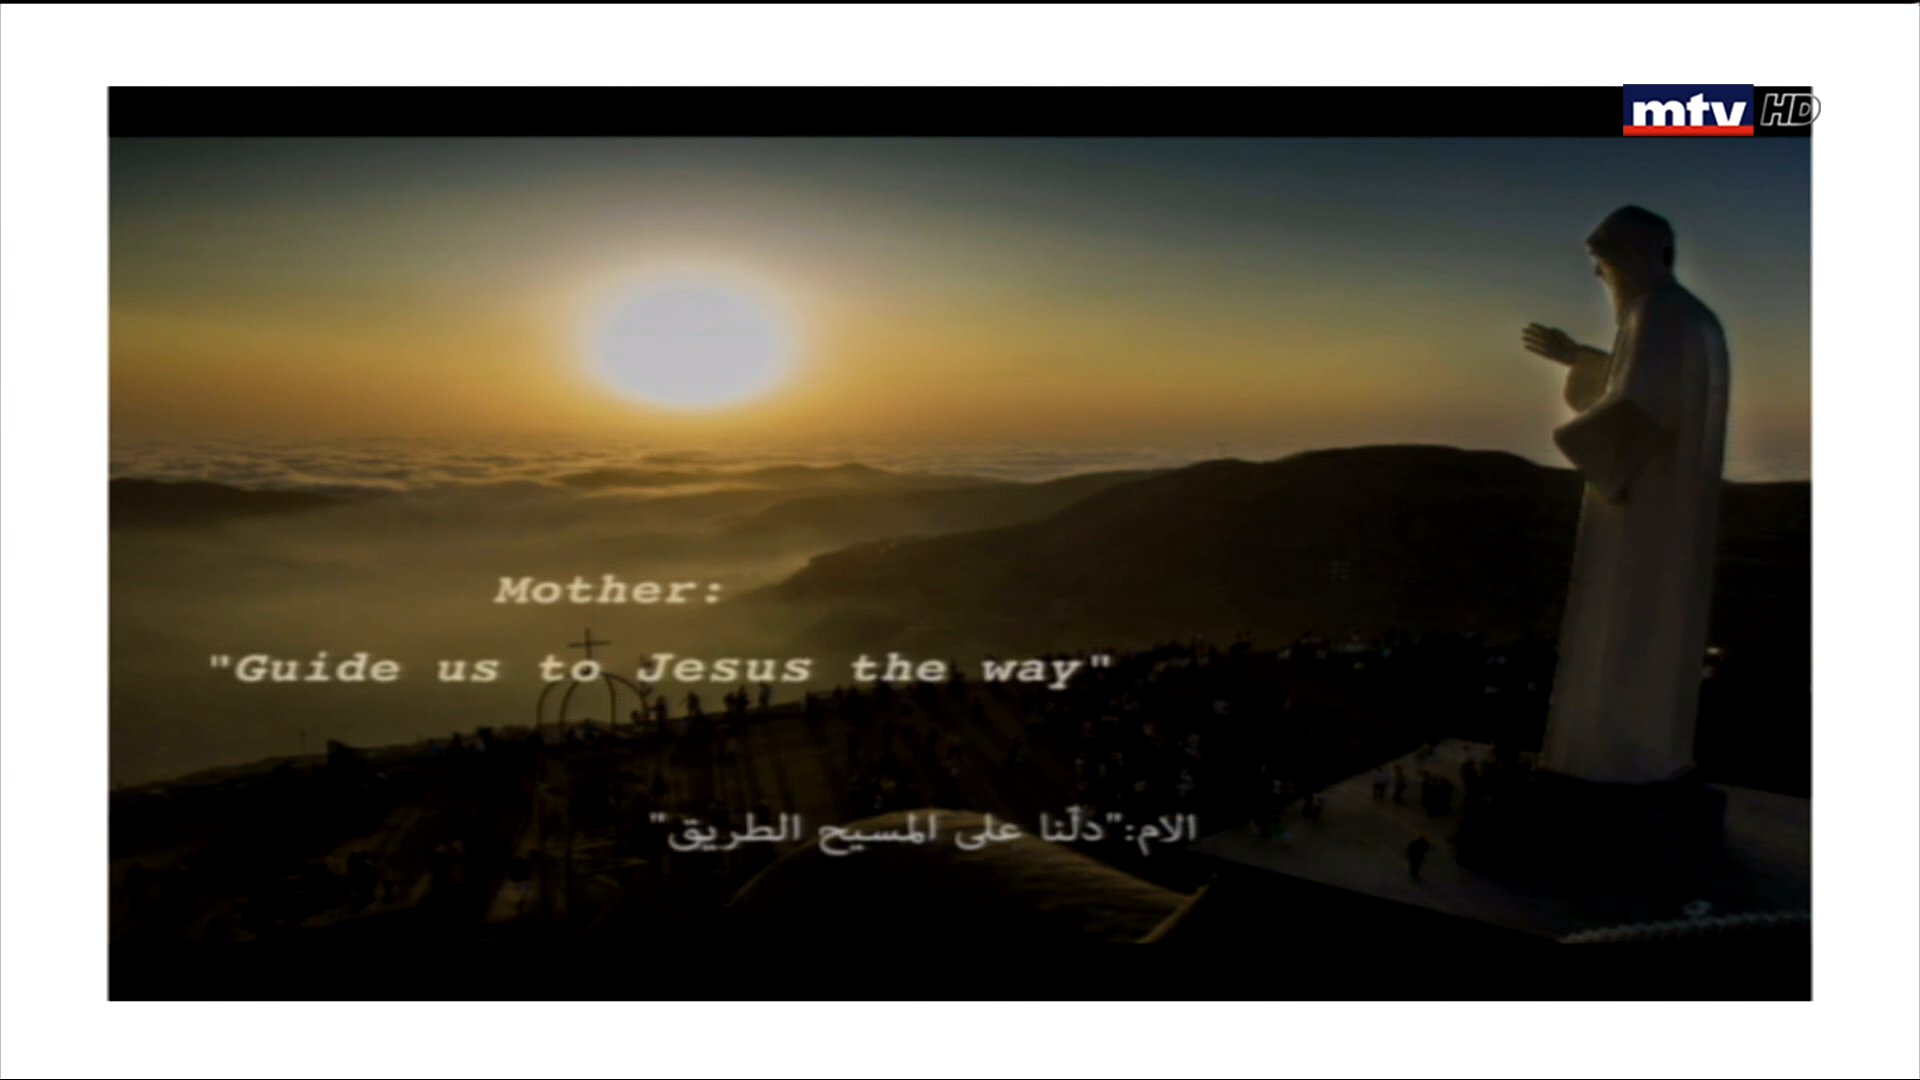 mtv HD
Mother:
"Guide us to Jesus the way"
الام:"دلّنا على المسيح الطريق"